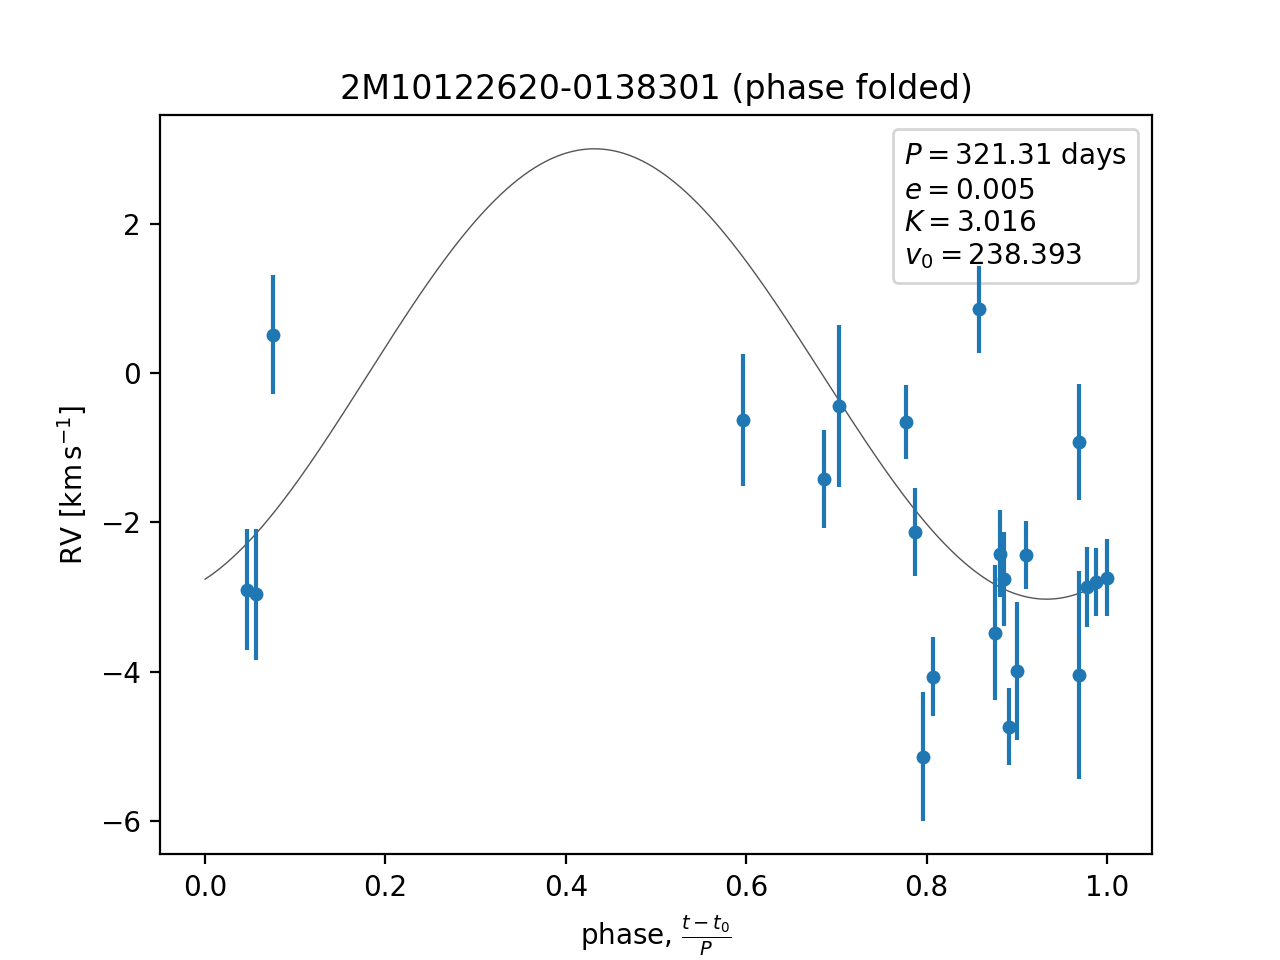 2M10122620-0138301 (phase folded)
P = 321.31 days
e = 0.005
K = 3.016
v₀ = 238.393
RV [km s⁻¹]
2
0
−2
−4
−6
0.0 0.2 0.4 0.6 0.8 1.0
phase, (t − t₀)/P